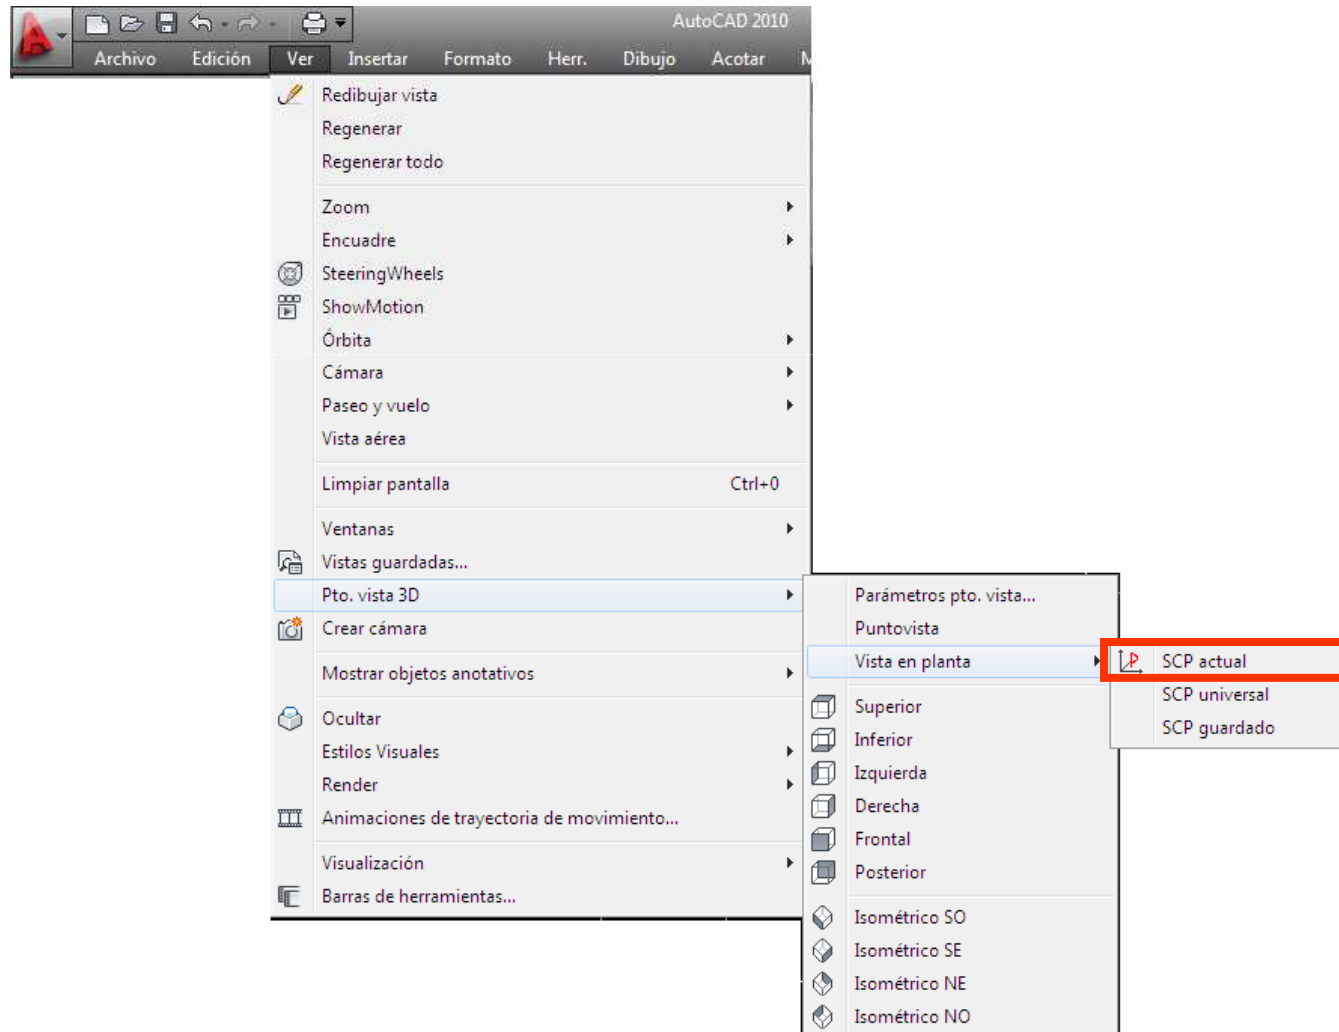 AutoCAD 2010
Archivo Edición Ver Insertar Formato Herr. Dibujo Acotar
Redibujar vista
Regenerar
Regenerar todo
Zoom
Encuadre
SteeringWheels
ShowMotion
Órbita
Cámara
Paseo y vuelo
Vista aérea
Limpiar pantalla Ctrl+0
Ventanas
Vistas guardadas...
Pto. vista 3D
Crear cámara
Mostrar objetos anotativos
Ocultar
Estilos Visuales
Render
Animaciones de trayectoria de movimiento...
Visualización
Barras de herramientas...
Parámetros pto. vista...
Puntovista
Vista en planta
Superior
Inferior
Izquierda
Derecha
Frontal
Posterior
Isométrico SO
Isométrico SE
Isométrico NE
Isométrico NO
SCP actual
SCP universal
SCP guardado